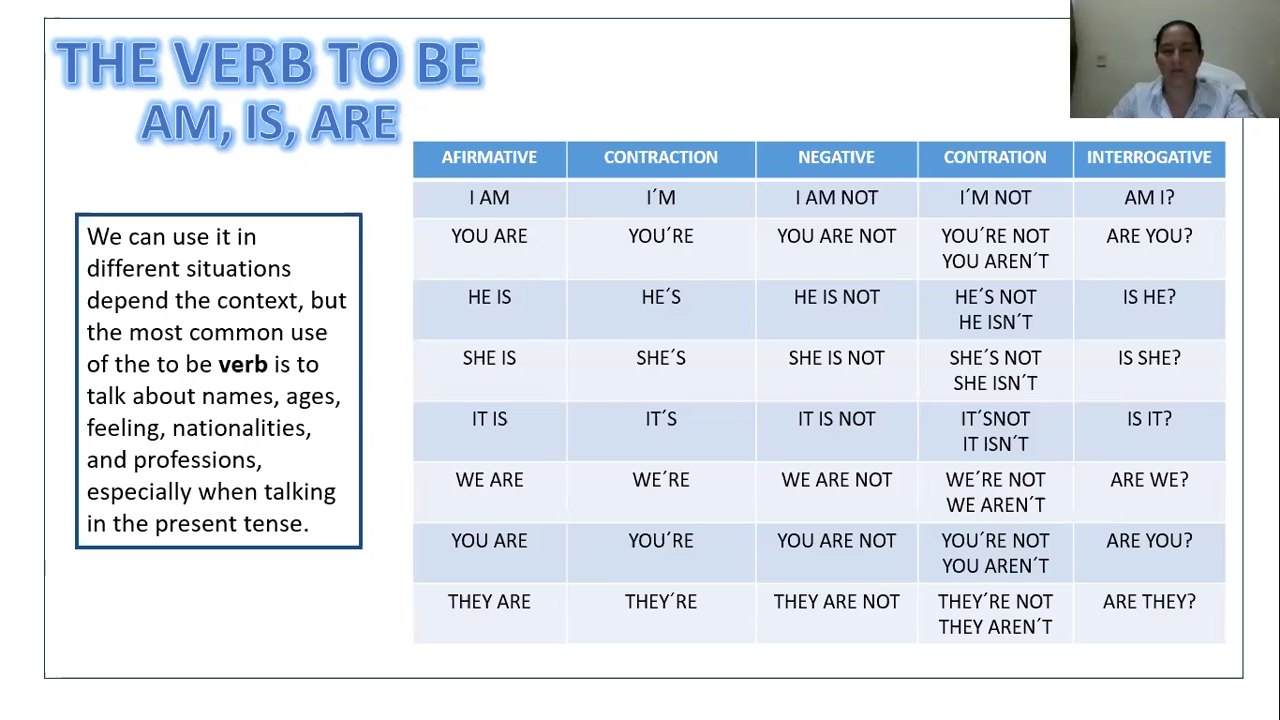 THE VERB TO BE
AM, IS, ARE
We can use it in
different situations
depend the context, but
the most common use
of the to be verb is to
talk about names, ages,
feeling, nationalities,
and professions,
especially when talking
in the present tense.
AFIRMATIVE CONTRACTION NEGATIVE CONTRATION INTERROGATIVE
I AM I´M I AM NOT I´M NOT AM I?
YOU ARE YOU´RE YOU ARE NOT YOU´RE NOT ARE YOU?
YOU AREN´T
HE IS HE´S HE IS NOT HE´S NOT IS HE?
HE ISN´T
SHE IS SHE´S SHE IS NOT SHE´S NOT IS SHE?
SHE ISN´T
IT IS IT´S IT IS NOT IT´SNOT IS IT?
IT ISN´T
WE ARE WE´RE WE ARE NOT WE´RE NOT ARE WE?
WE AREN´T
YOU ARE YOU´RE YOU ARE NOT YOU´RE NOT ARE YOU?
YOU AREN´T
THEY ARE THEY´RE THEY ARE NOT THEY´RE NOT ARE THEY?
THEY AREN´T